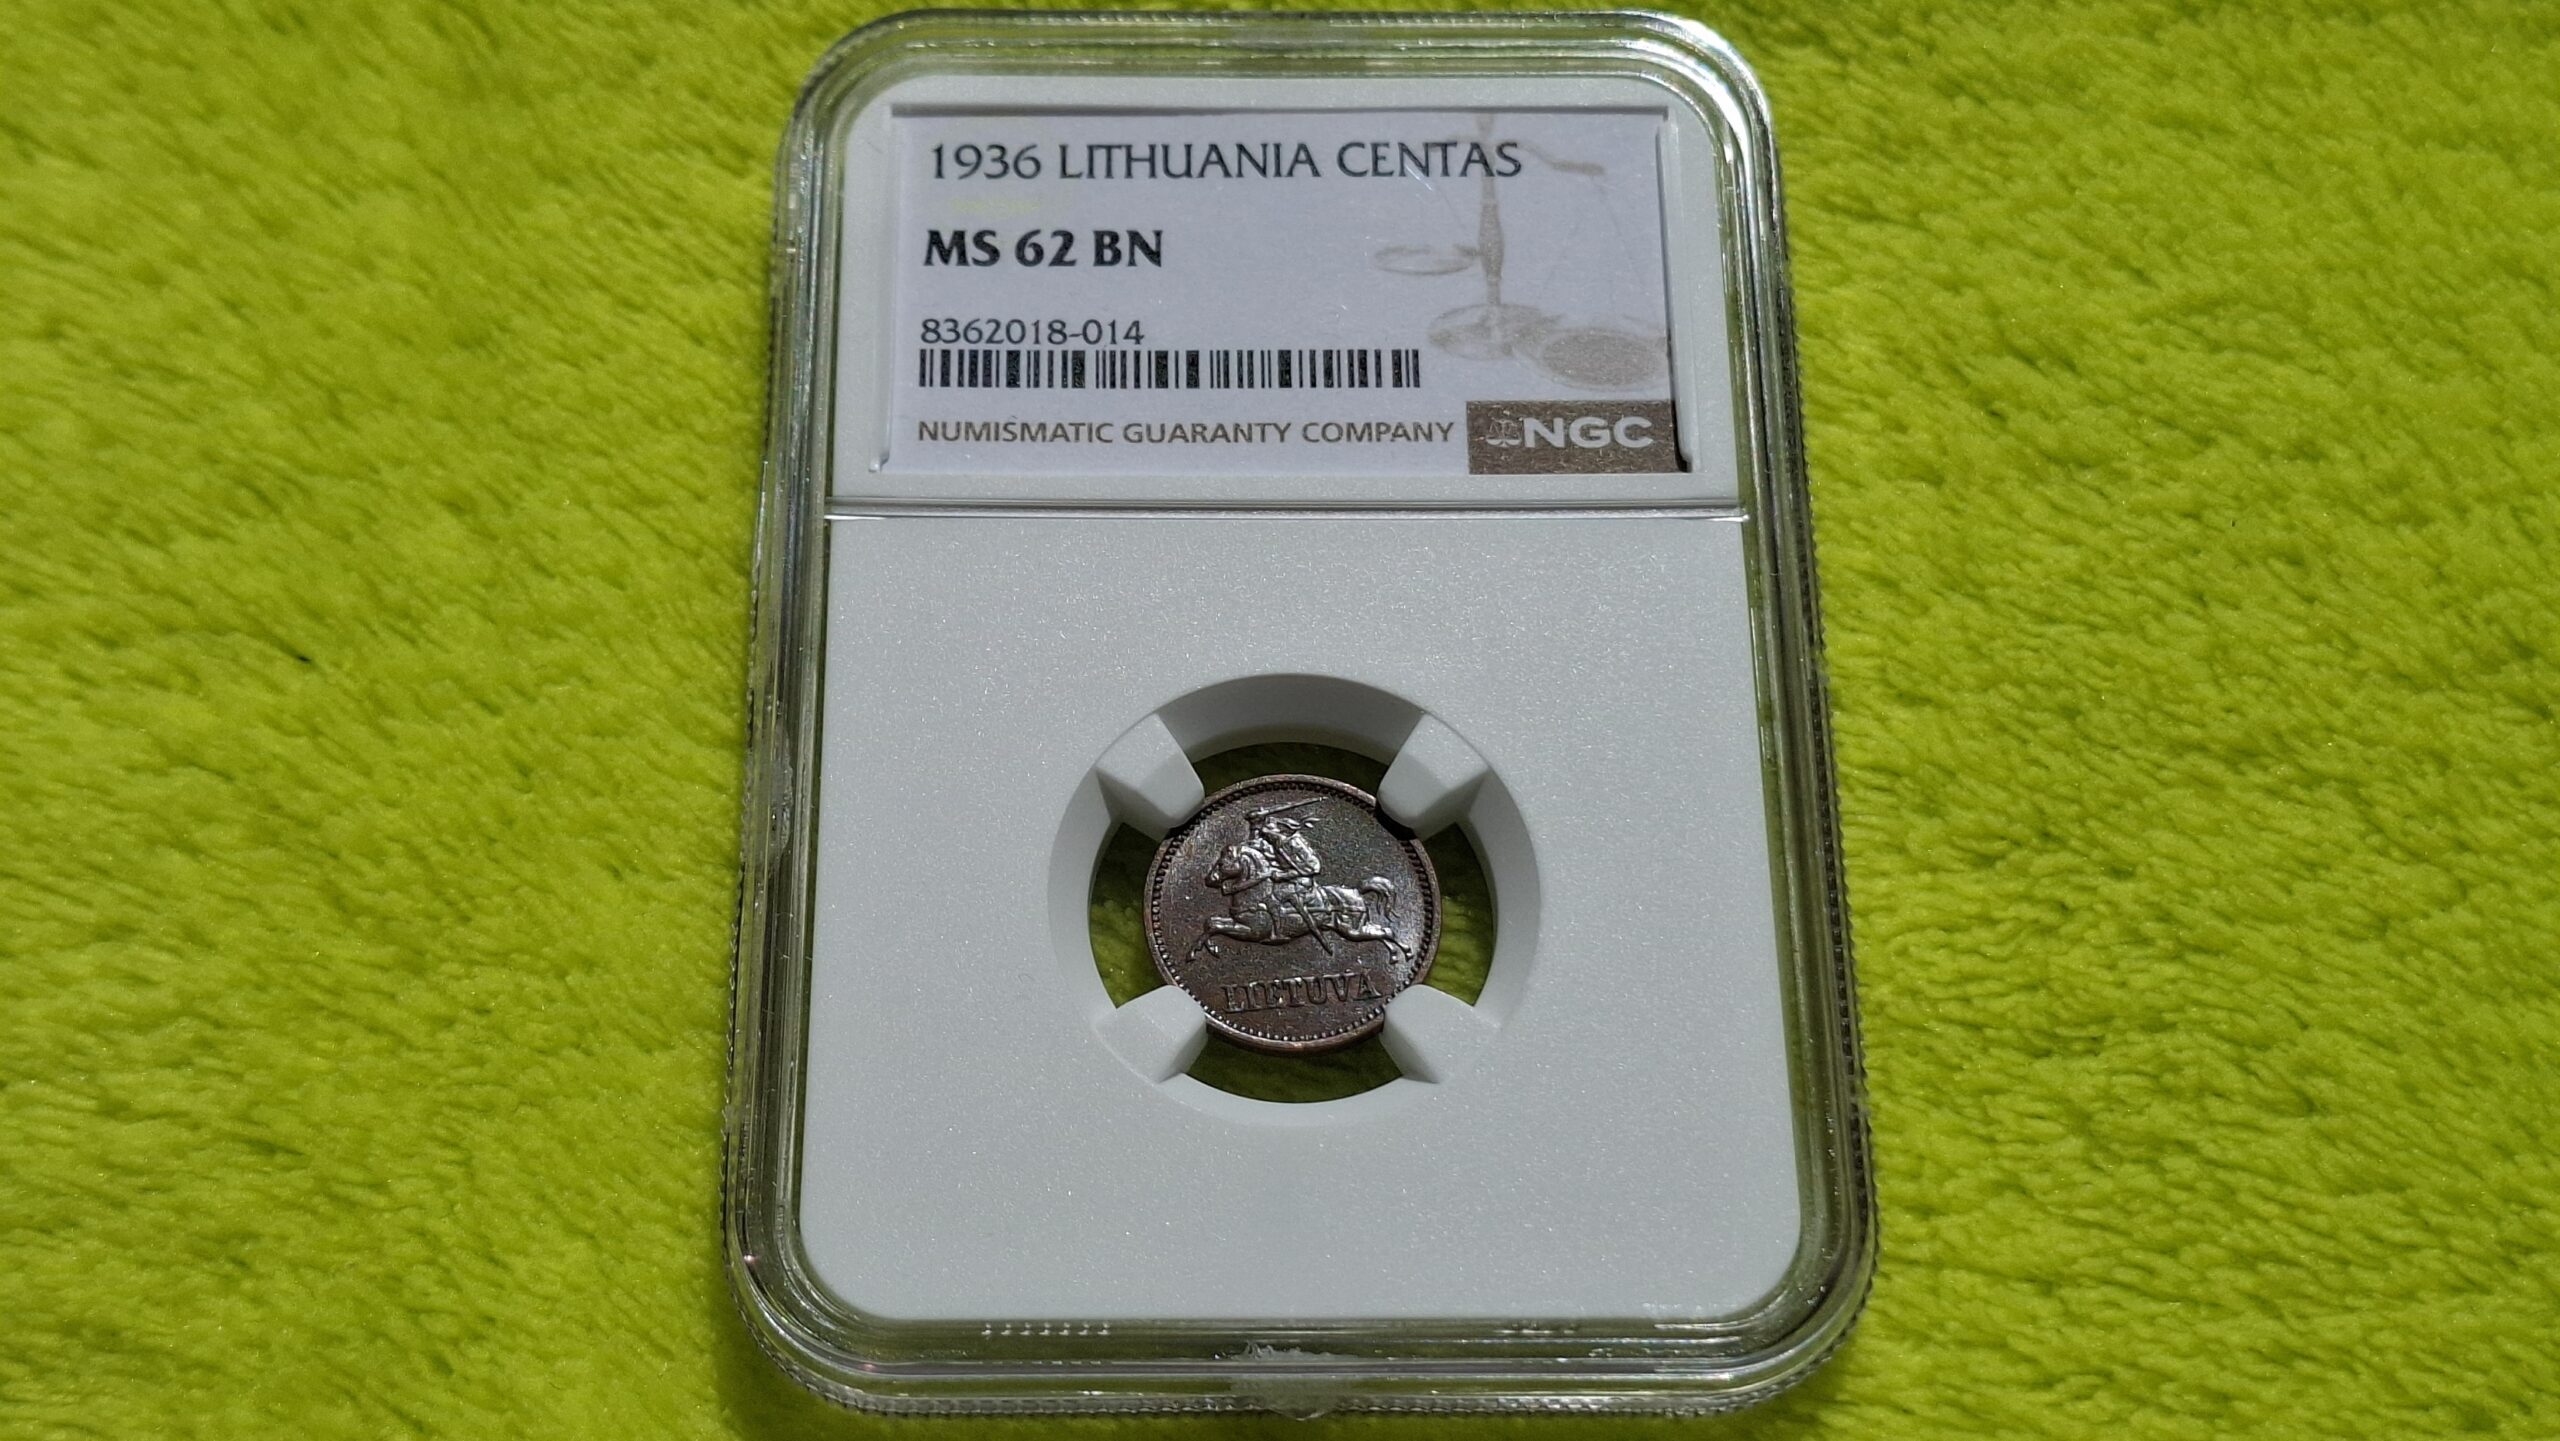 1936 LITHUANIA CENTAS
MS 62 BN
8362018-014
NUMISMATIC GUARANTY COMPANY NGC
LIETUVA